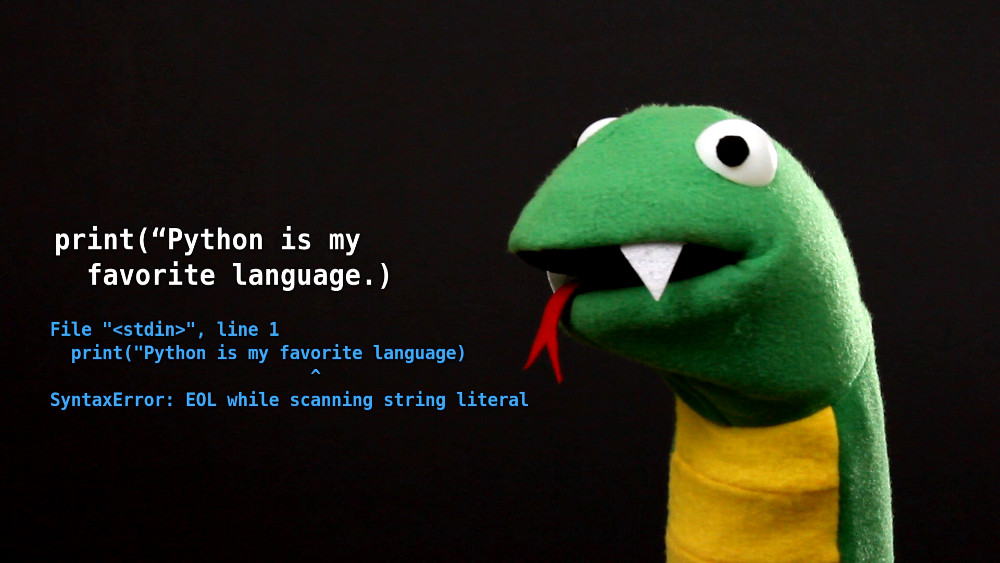 print(“Python is my
favorite language.)
File "<stdin>", line 1
print("Python is my favorite language)
^
SyntaxError: EOL while scanning string literal